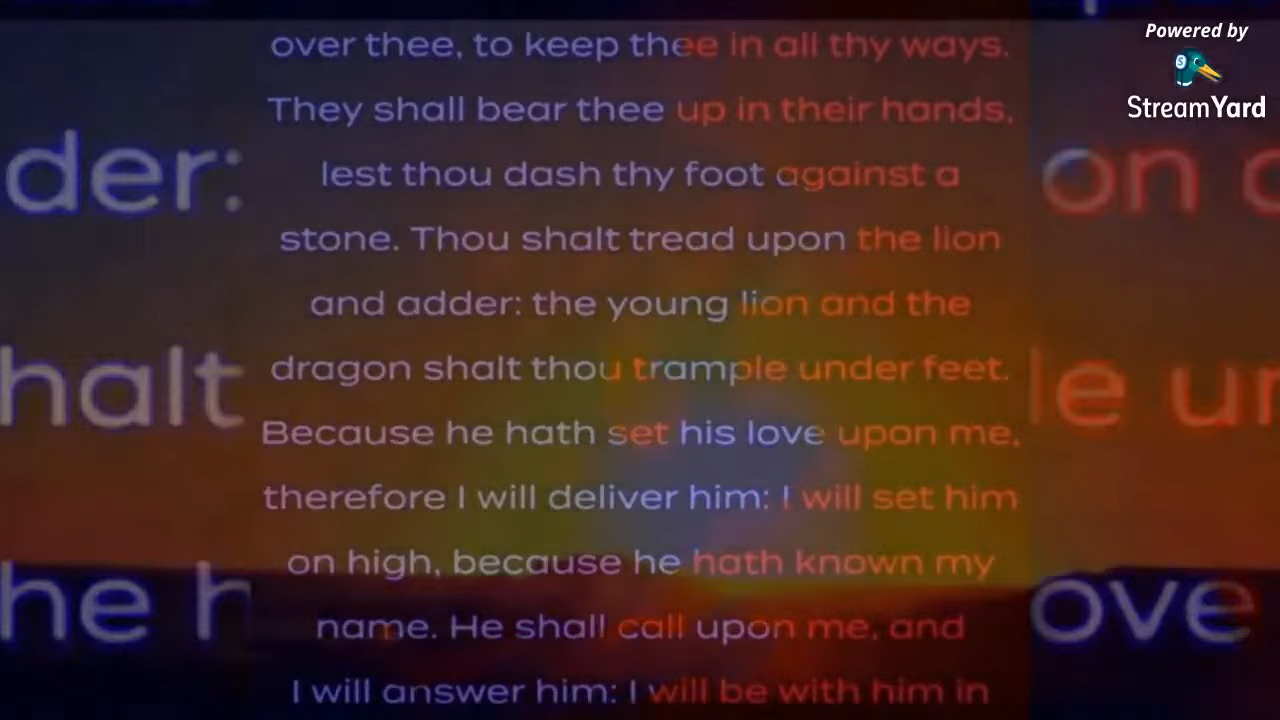 over thee, to keep thee in all thy ways.
They shall bear thee up in their hands,
lest thou dash thy foot against a
stone. Thou shalt tread upon the lion
and adder: the young lion and the
dragon shalt thou trample under feet.
Because he hath set his love upon me,
therefore I will deliver him: I will set him
on high, because he hath known my
name. He shall call upon me, and
I will answer him: I will be with him in
Powered by
StreamYard
der:
halt
he h
on
le
ove